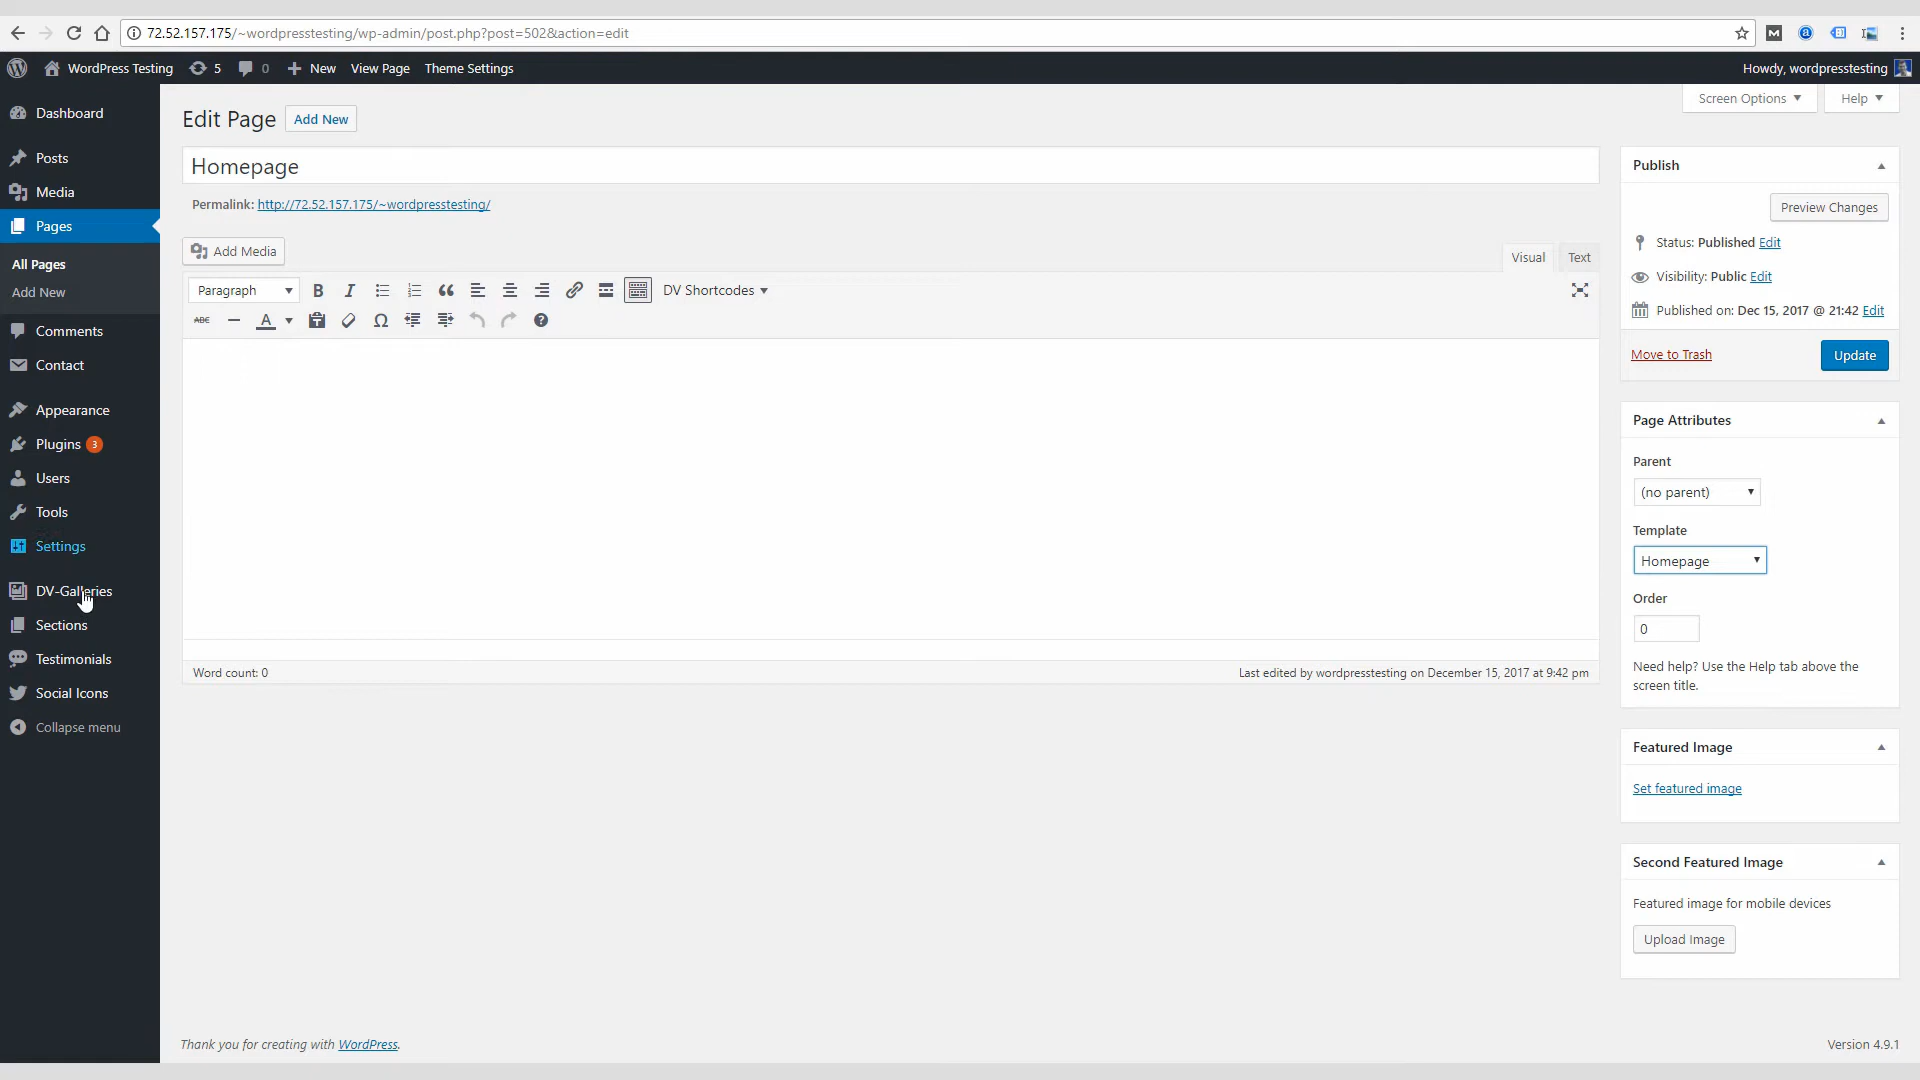 72.52.157.175/~wordpresstesting/wp-admin/post.php?post=502&action=edit
WordPress Testing 5 0 New View Page Theme Settings
Howdy, wordpresstesting
Dashboard
Posts
Media
Pages
All Pages
Add New
Comments
Contact
Appearance
Plugins 3
Users
Tools
Settings
DV-Galleries
Sections
Testimonials
Social Icons
Collapse menu
Screen Options
Help
Edit Page
Add New
Homepage
Permalink: http://72.52.157.175/~wordpresstesting/
Add Media
Visual
Text
Paragraph
B I
DV Shortcodes
ABC
A
Word count: 0
Last edited by wordpresstesting on December 15, 2017 at 9:42 pm
Publish
Preview Changes
Status: Published Edit
Visibility: Public Edit
Published on: Dec 15, 2017 @ 21:42 Edit
Move to Trash
Update
Page Attributes
Parent
(no parent)
Template
Homepage
Order
0
Need help? Use the Help tab above the
screen title.
Featured Image
Set featured image
Second Featured Image
Featured image for mobile devices
Upload Image
Thank you for creating with WordPress.
Version 4.9.1